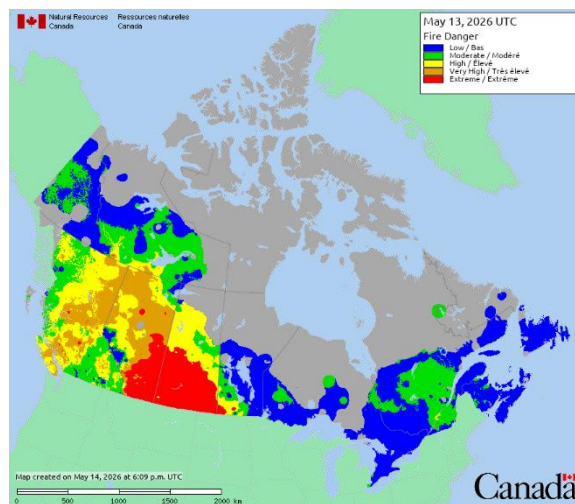 Natural Resources Ressources naturelles
Canada Canada
May 13, 2026 UTC
Fire Danger
Low / Bas
Moderate / Modéré
High / Élevé
Very High / Très élevé
Extreme / Extrême
Map created on May 14, 2026 at 6:09 p.m. UTC
0 500 1000 1500 2000 km
Canada